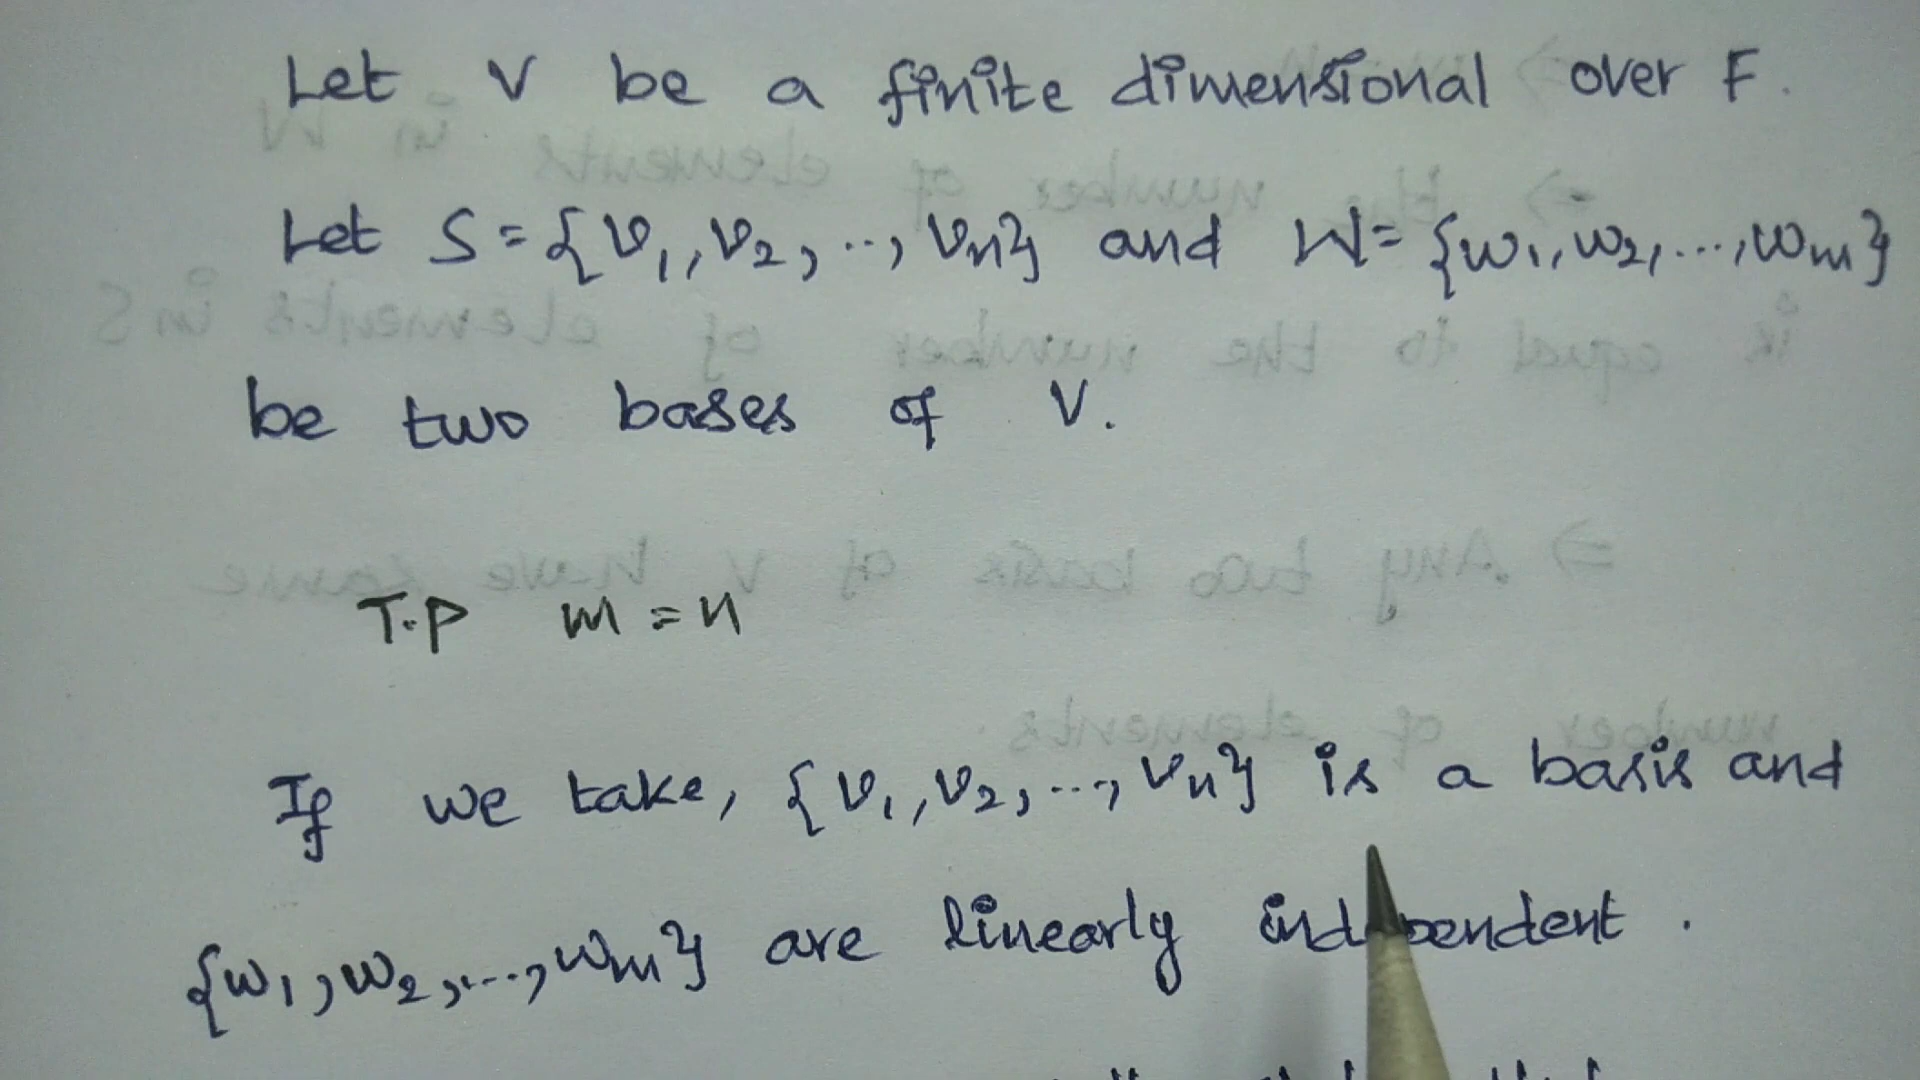 Let V be a finite dimensional over F.
Let S = {v₁, v₂, .., vₙ} and W = {w₁, w₂, ..., wₘ}
be two bases of V.
T.P m = n
If we take, {v₁, v₂, ..., vₙ} is a basis and
{w₁, w₂, ..., wₘ} are linearly independent.